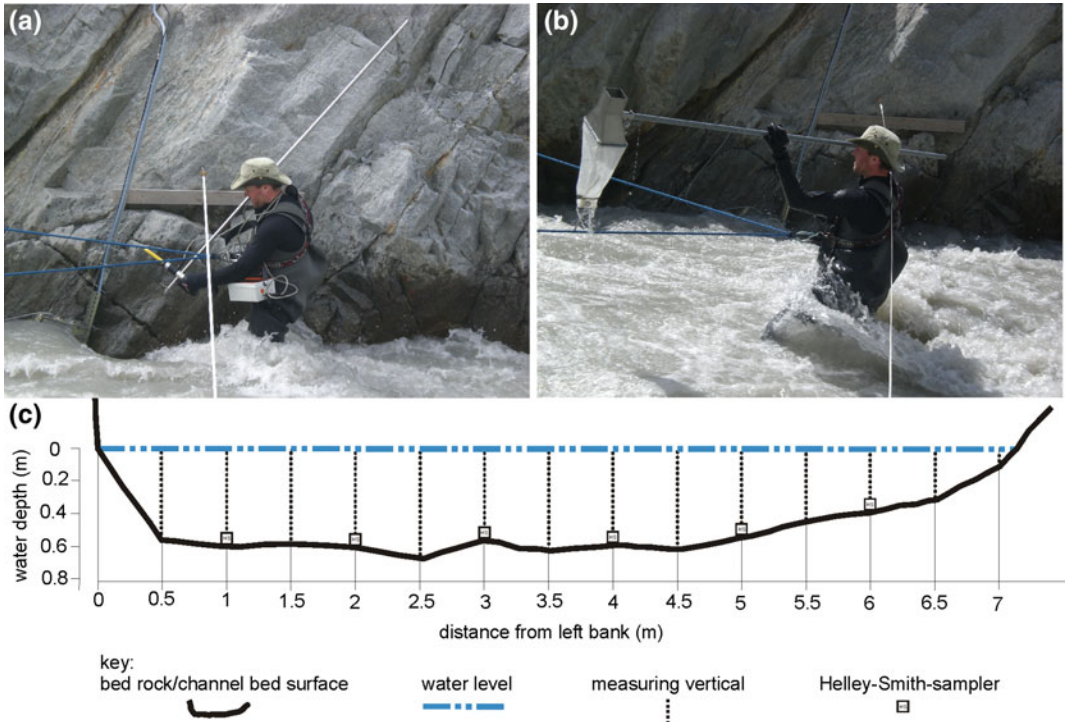 (a)
(b)
(c)
water depth (m)
0
0.2
0.4
0.6
0.8
0 0.5 1 1.5 2 2.5 3 3.5 4 4.5 5 5.5 6 6.5 7
distance from left bank (m)
key:
bed rock/channel bed surface water level measuring vertical Helley-Smith-sampler